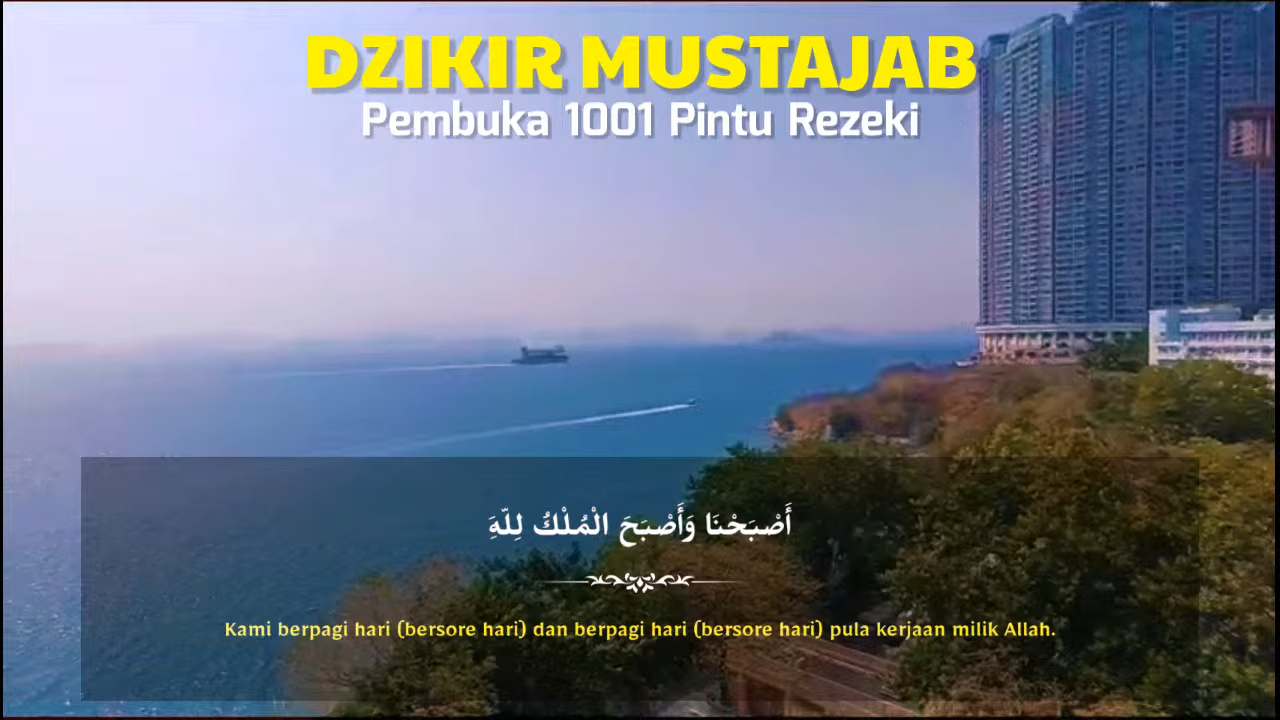 DZIKIR MUSTAJAB
Pembuka 1001 Pintu Rezeki
أَصْبَحْنَا وَأَصْبَحَ الْمُلْكُ لِلّهَِ
Kami berpagi hari (bersore hari) dan berpagi hari (bersore hari) pula kerjaan milik Allah.